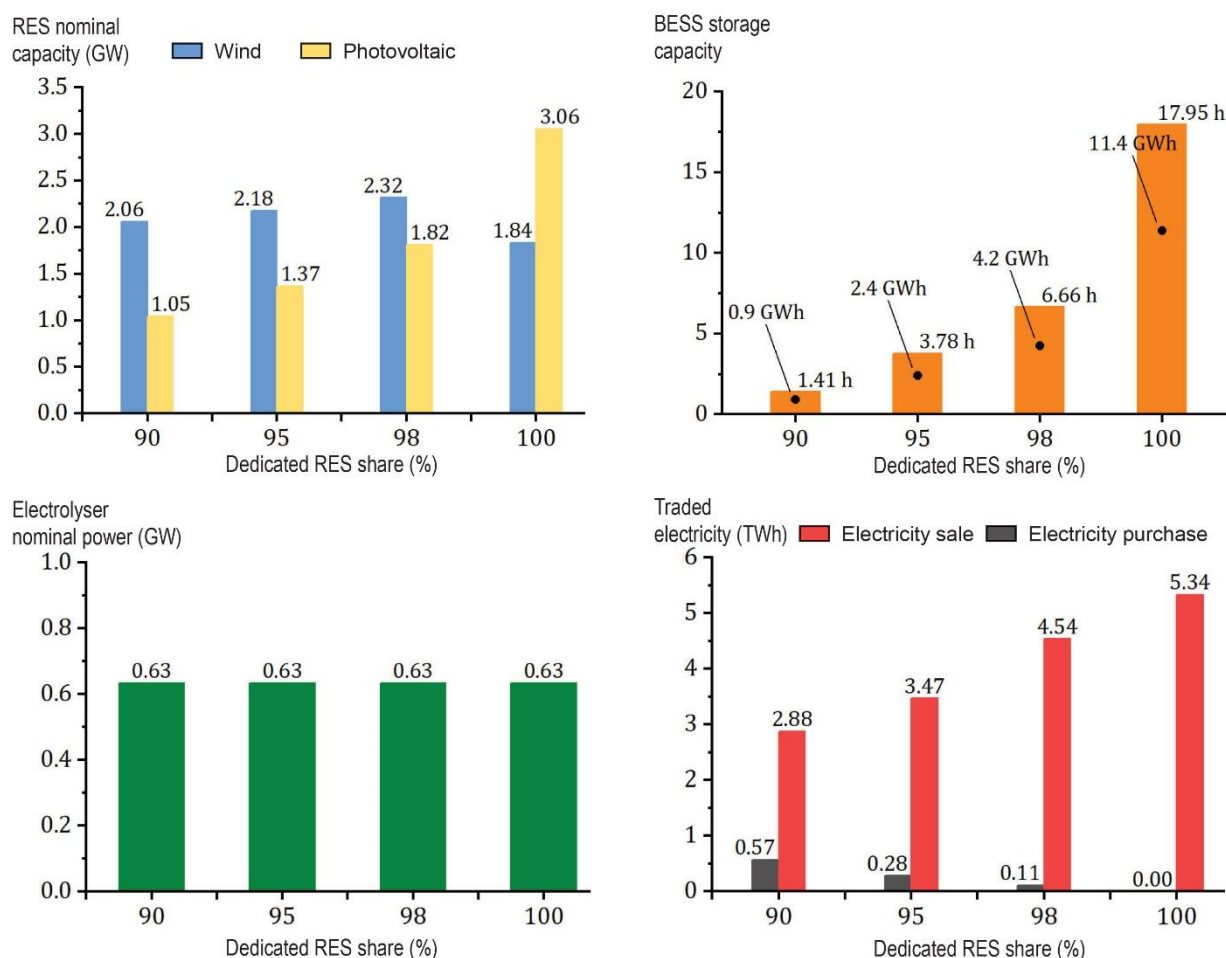 RES nominal
capacity (GW)
Wind
Photovoltaic
3.5
3.0
2.5
2.0
1.5
1.0
0.5
0.0
2.06
1.05
2.18
1.37
2.32
1.82
1.84
3.06
90
95
98
100
Dedicated RES share (%)
BESS storage
capacity
20
15
10
5
0
0.9 GWh
1.41 h
2.4 GWh
3.78 h
4.2 GWh
6.66 h
11.4 GWh
17.95 h
90
95
98
100
Dedicated RES share (%)
Electrolyser
nominal power (GW)
1.0
0.8
0.6
0.4
0.2
0.0
0.63
0.63
0.63
0.63
90
95
98
100
Dedicated RES share (%)
Traded
electricity (TWh)
Electricity sale
Electricity purchase
6
5
4
3
2
1
0
0.57
2.88
0.28
3.47
0.11
4.54
0.00
5.34
90
95
98
100
Dedicated RES share (%)